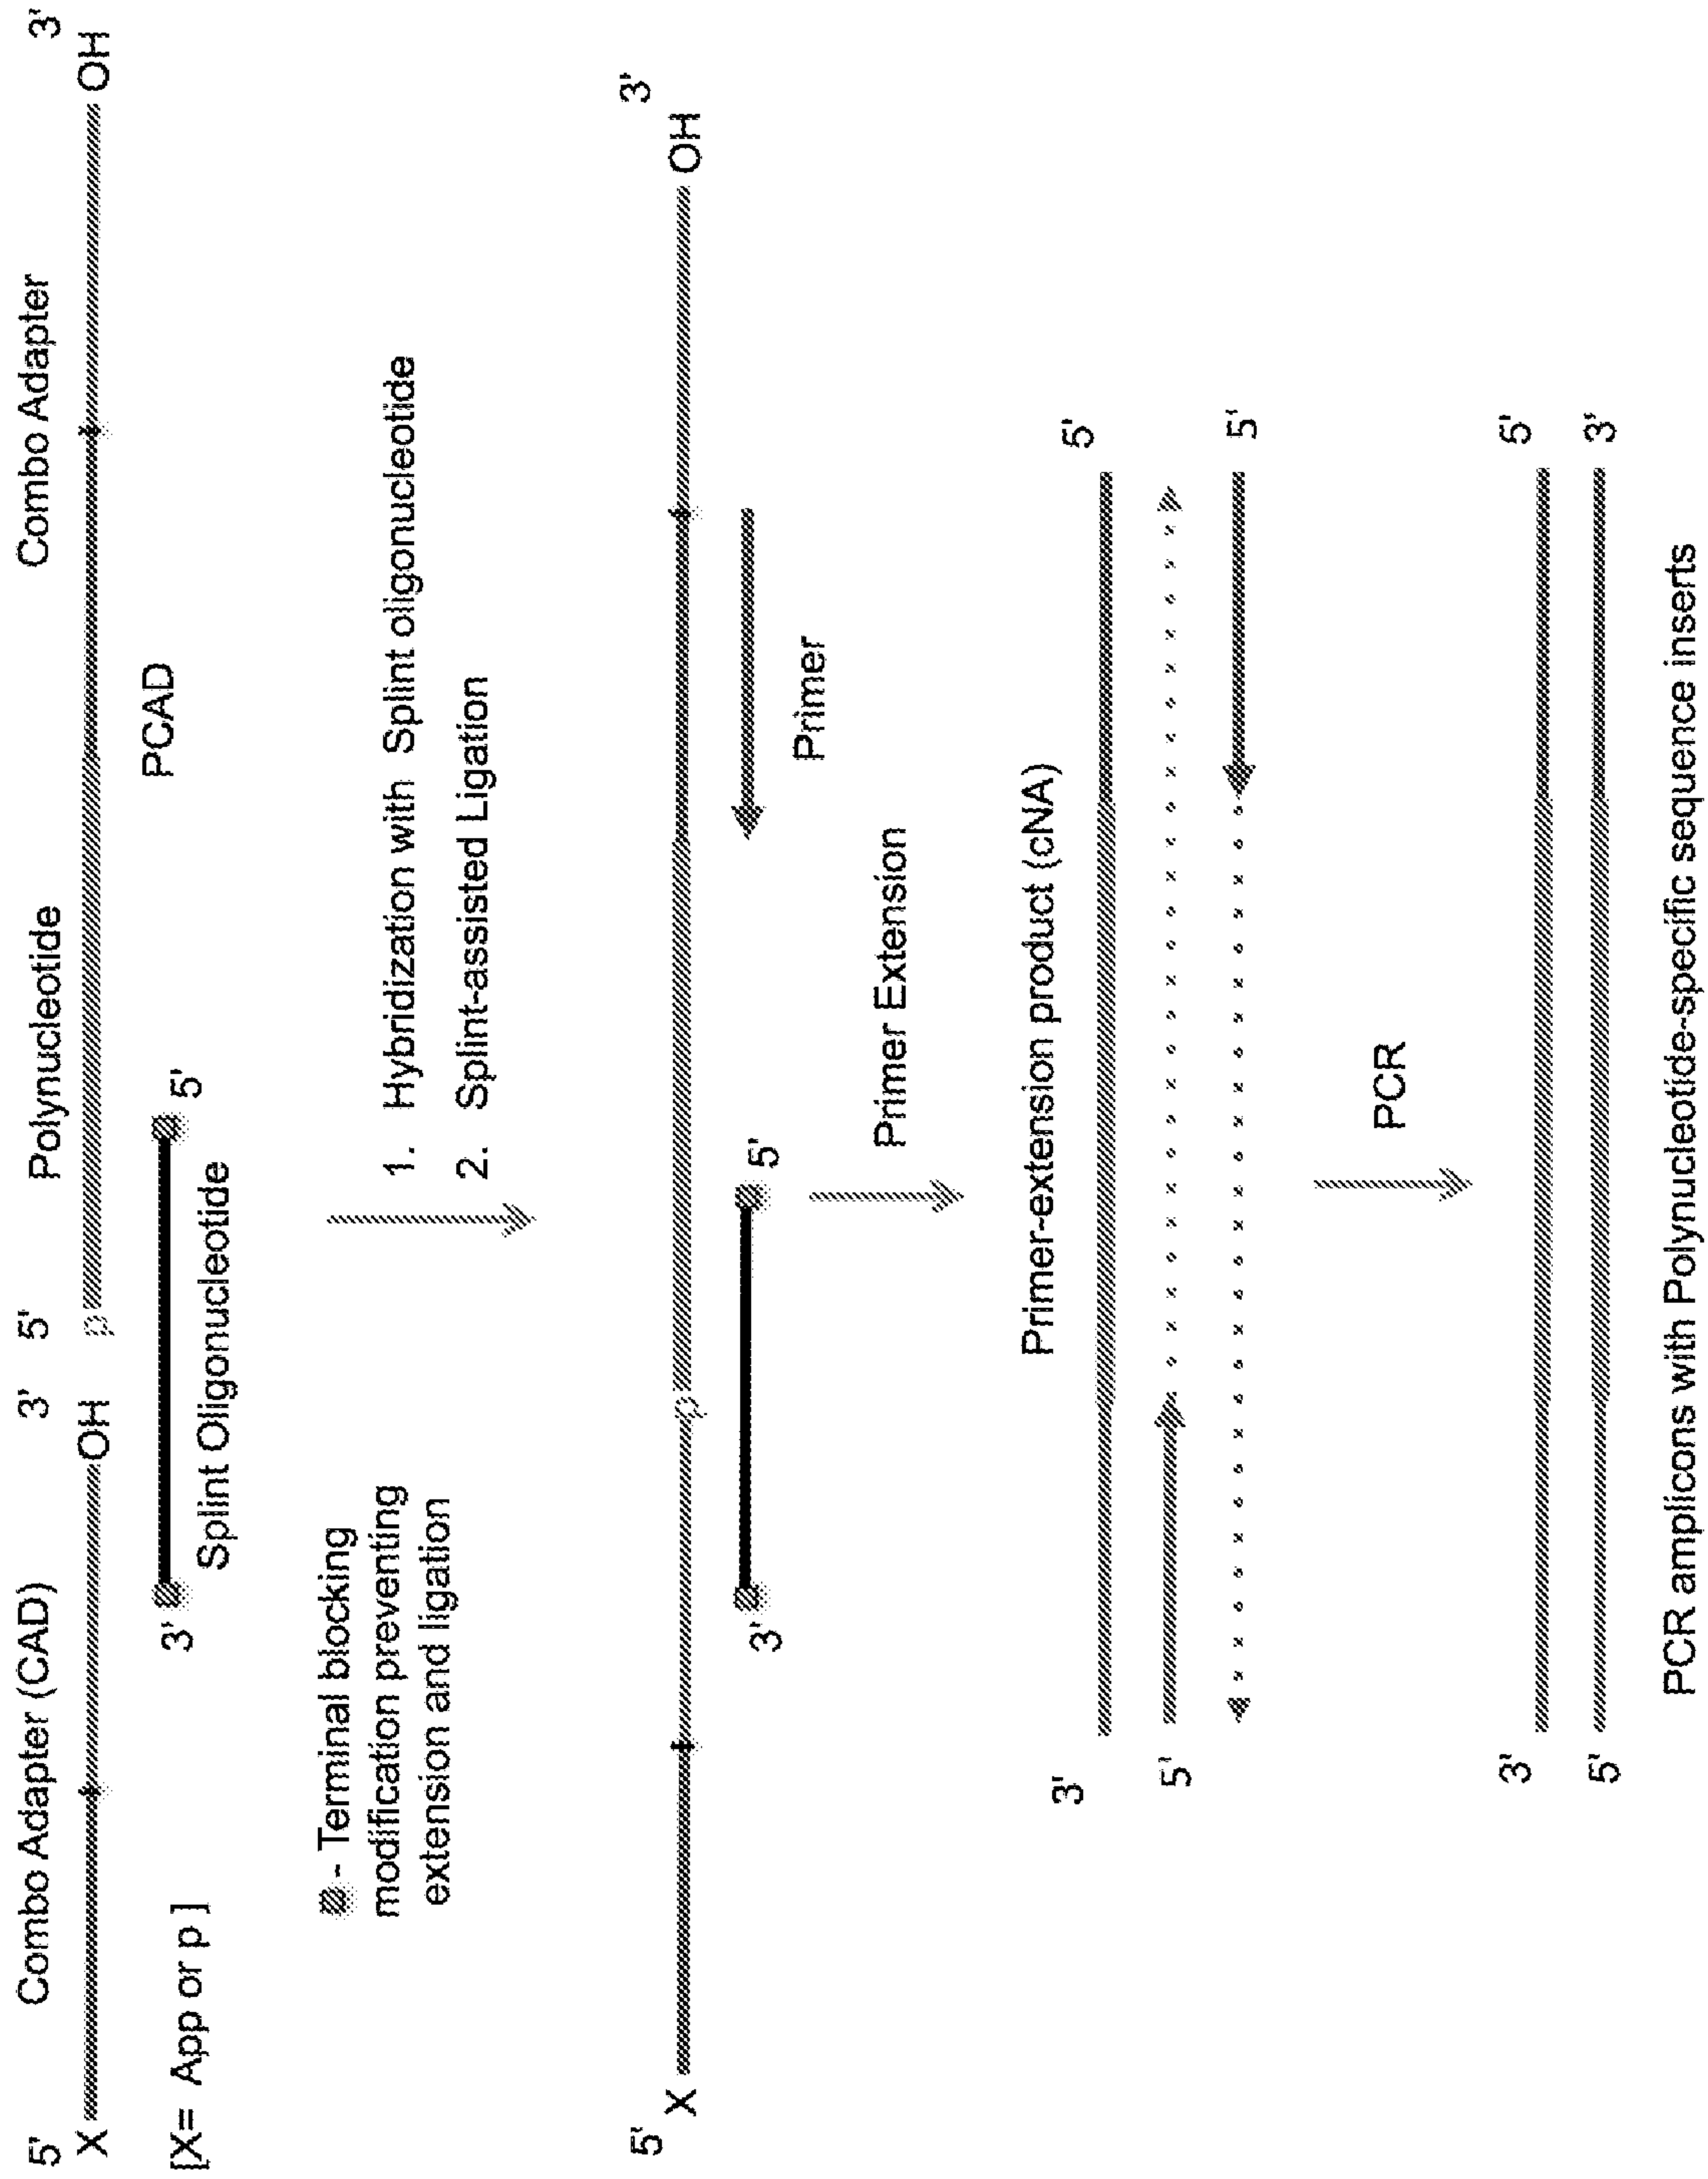 Combo Adapter (CAD)
Polynucleotide
Combo Adapter
5'
3'
5'
3'
X
OH
p
OH
PCAD
[X= App or p ]
3'
5'
Splint Oligonucleotide
- Terminal blocking
modification preventing
extension and ligation
1. Hybridization with Splint oligonucleotide
2. Splint-assisted Ligation
5'
3'
X
p
OH
3'
5'
Primer
Primer Extension
Primer-extension product (cNA)
3'
5'
5'
5'
PCR
3'
5'
5'
3'
PCR amplicons with Polynucleotide-specific sequence inserts